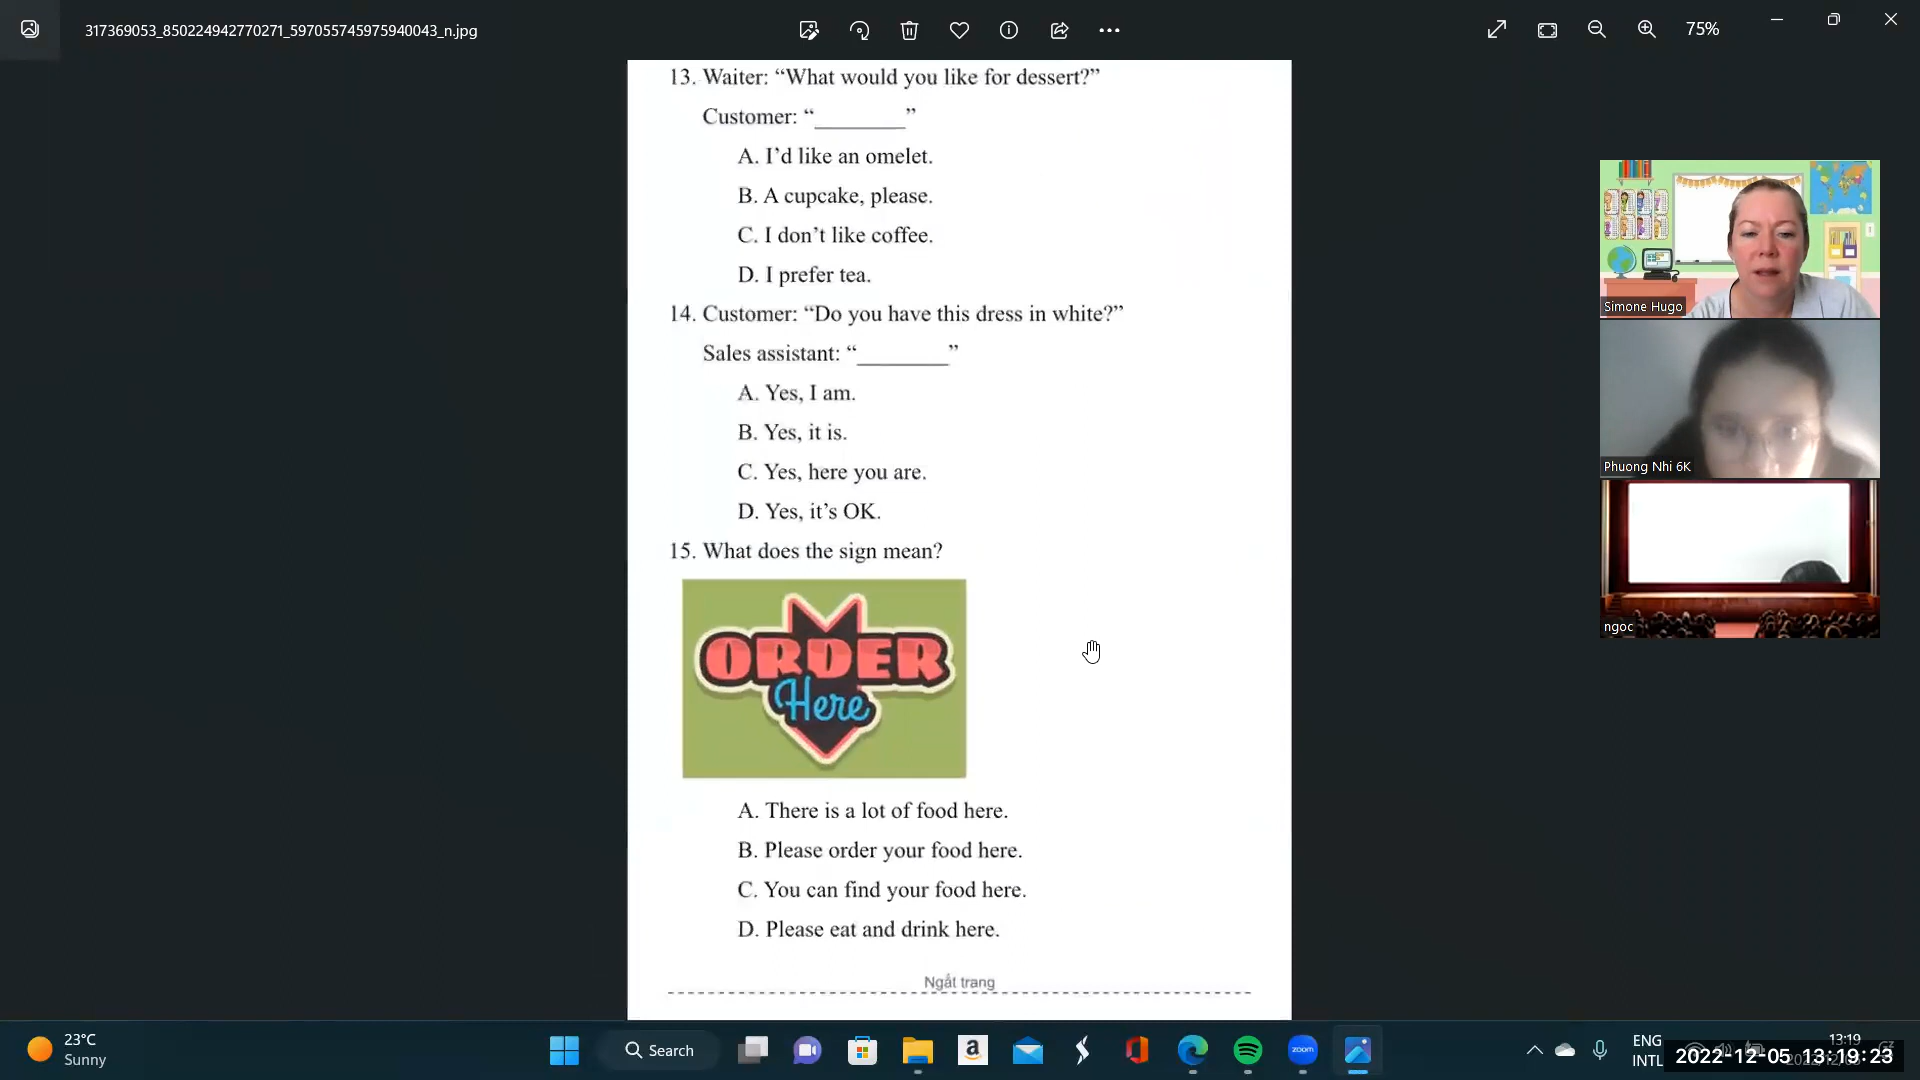 317369053_850224942770271_597055745975940043_n.jpg
75%
13. Waiter: “What would you like for dessert?”
Customer: “________”
A. I’d like an omelet.
B. A cupcake, please.
C. I don’t like coffee.
D. I prefer tea.
14. Customer: “Do you have this dress in white?”
Sales assistant: “________”
A. Yes, I am.
B. Yes, it is.
C. Yes, here you are.
D. Yes, it’s OK.
15. What does the sign mean?
ORDER
Here
A. There is a lot of food here.
B. Please order your food here.
C. You can find your food here.
D. Please eat and drink here.
Ngắt trang
Simone Hugo
Phuong Nhi 6K
ngoc
23°C
Sunny
Search
a
zoom
ENG
INTL
13:19
2022-12-05 13:19:23